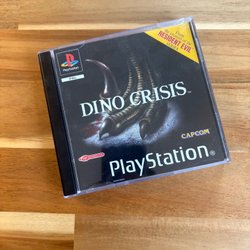 RESIDENT EVIL
DINO CRISIS
CAPCOM
PlayStation